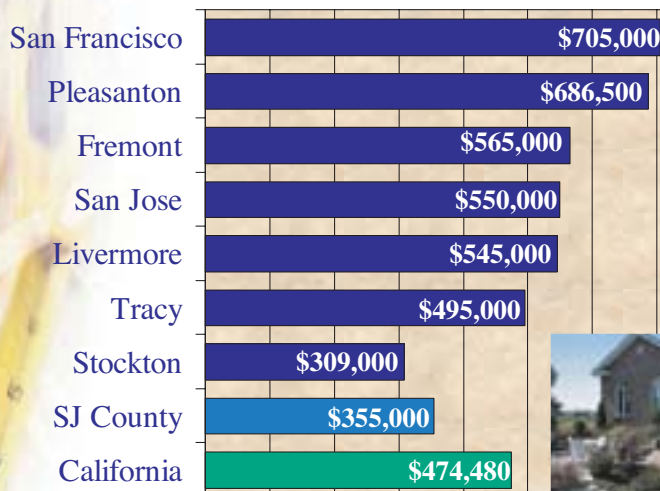 San Francisco $705,000
Pleasanton $686,500
Fremont $565,000
San Jose $550,000
Livermore $545,000
Tracy $495,000
Stockton $309,000
SJ County $355,000
California $474,480